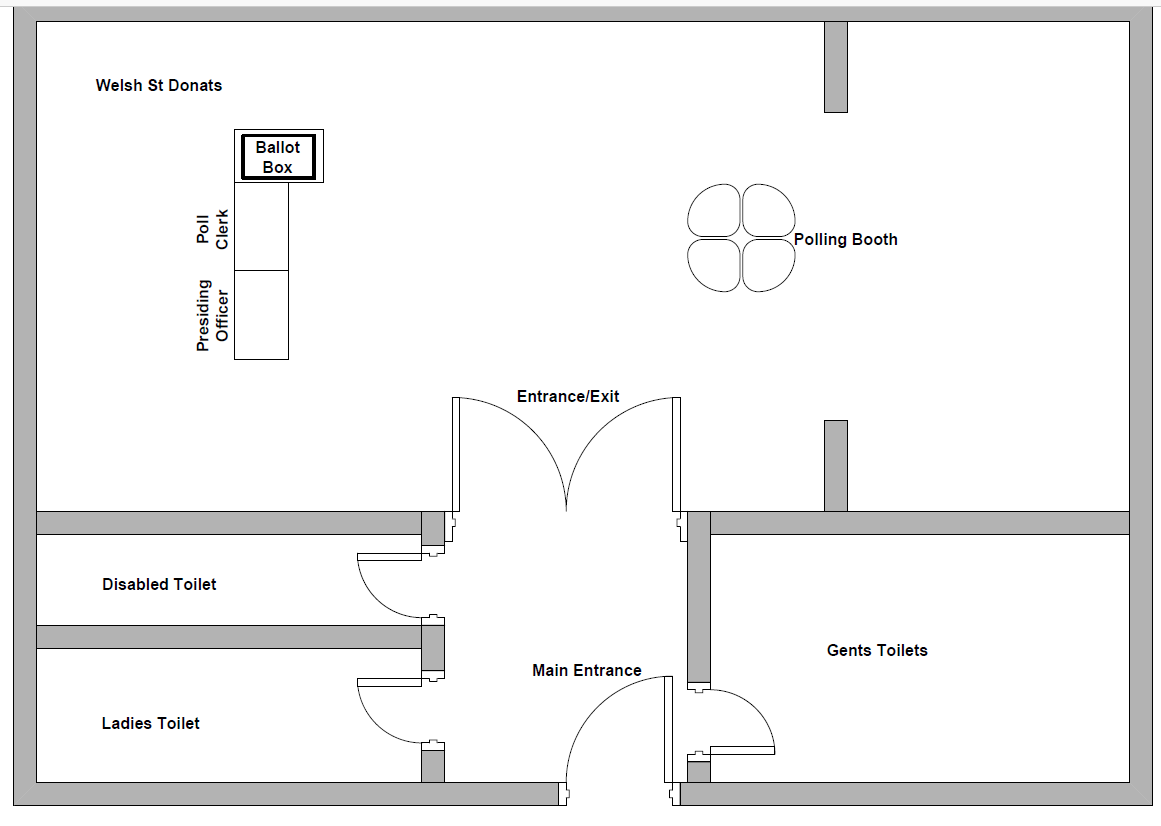 Welsh St Donats
Ballot
Box
Poll
Clerk
Presiding
Officer
Polling Booth
Entrance/Exit
Disabled Toilet
Ladies Toilet
Main Entrance
Gents Toilets